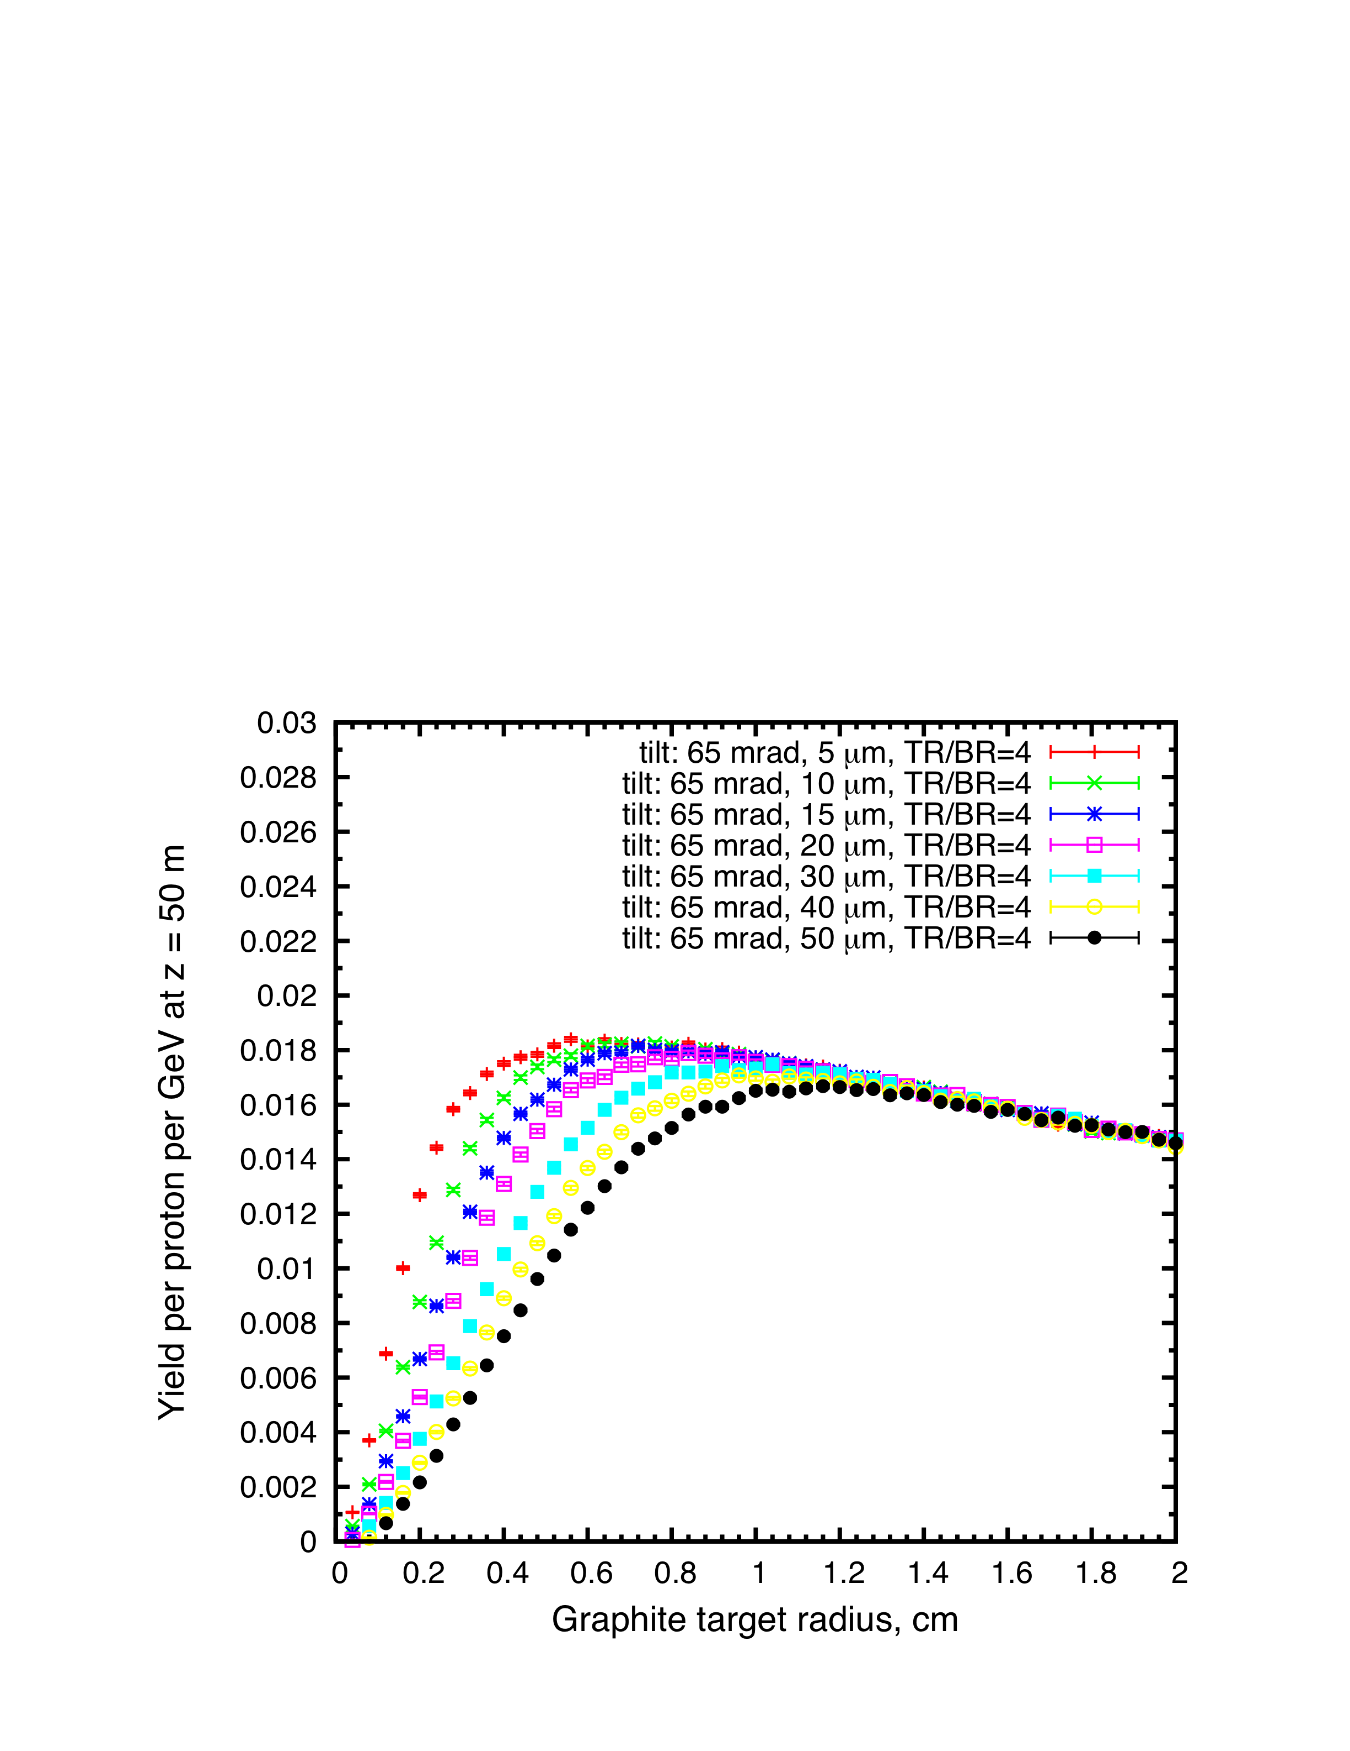 0.03
0.028
0.026
0.024
0.022
0.02
0.018
0.016
0.014
0.012
0.01
0.008
0.006
0.004
0.002
0
Yield per proton per GeV at z = 50 m
tilt: 65 mrad, 5 μm, TR/BR=4
tilt: 65 mrad, 10 μm, TR/BR=4
tilt: 65 mrad, 15 μm, TR/BR=4
tilt: 65 mrad, 20 μm, TR/BR=4
tilt: 65 mrad, 30 μm, TR/BR=4
tilt: 65 mrad, 40 μm, TR/BR=4
tilt: 65 mrad, 50 μm, TR/BR=4
0 0.2 0.4 0.6 0.8 1 1.2 1.4 1.6 1.8 2
Graphite target radius, cm